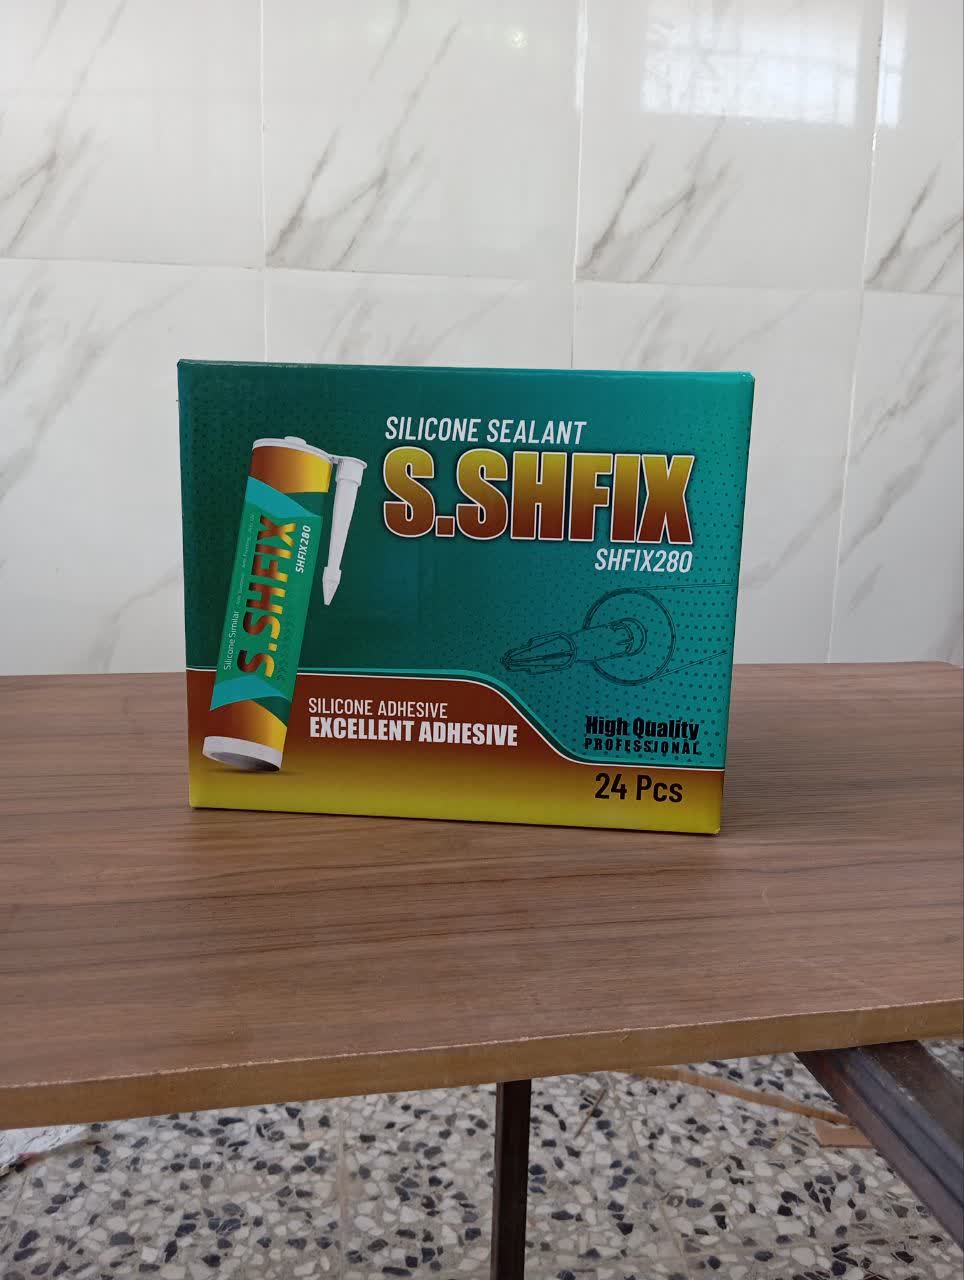 SILICONE SEALANT
S.SHFIX
SHFIX280
Silicone Similar
S.SHFIX
SHFIX280
SILICONE ADHESIVE
EXCELLENT ADHESIVE
High Quality
PROFESSIONAL
24 Pcs